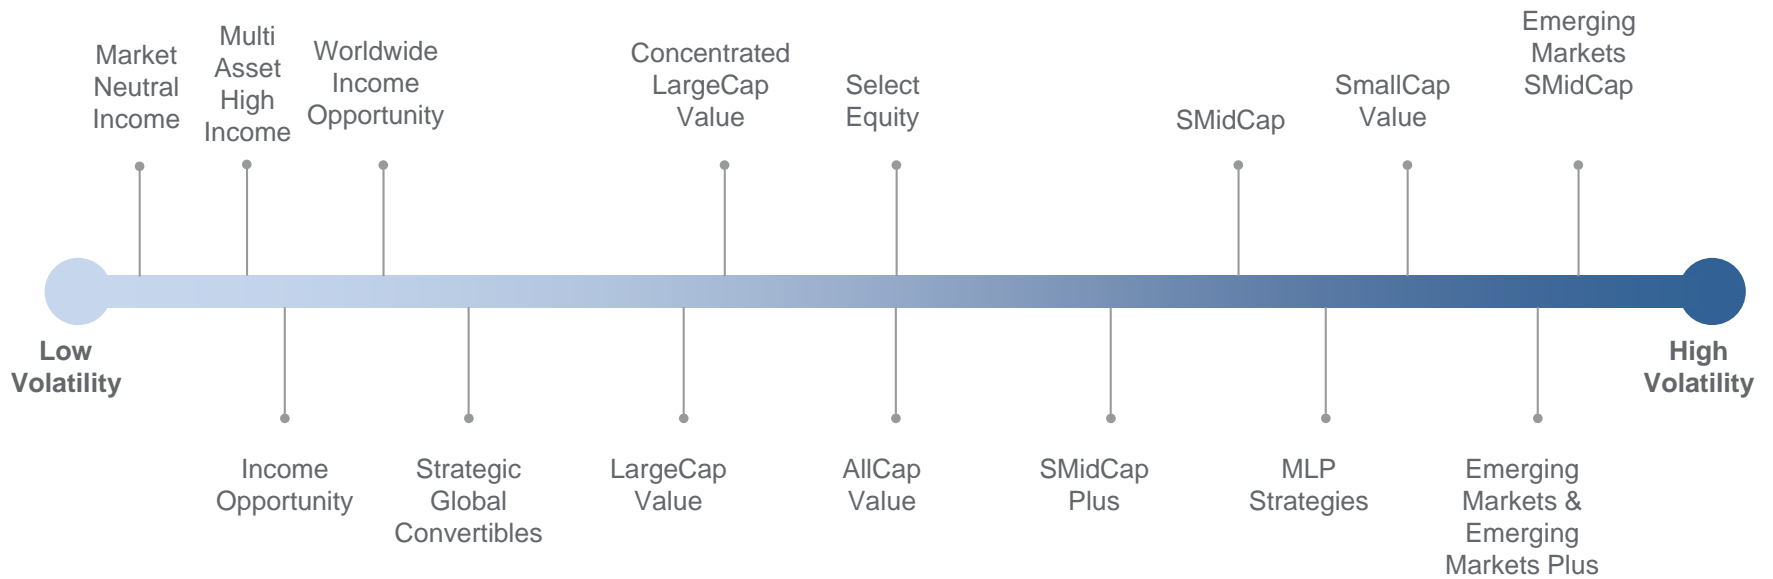 Market
Neutral
Income
Multi
Asset
High
Income
Worldwide
Income
Opportunity
Concentrated
LargeCap
Value
Select
Equity
SMidCap
SmallCap
Value
Emerging
Markets
SMidCap
Low
Volatility
High
Volatility
Income
Opportunity
Strategic
Global
Convertibles
LargeCap
Value
AllCap
Value
SMidCap
Plus
MLP
Strategies
Emerging
Markets &
Emerging
Markets Plus